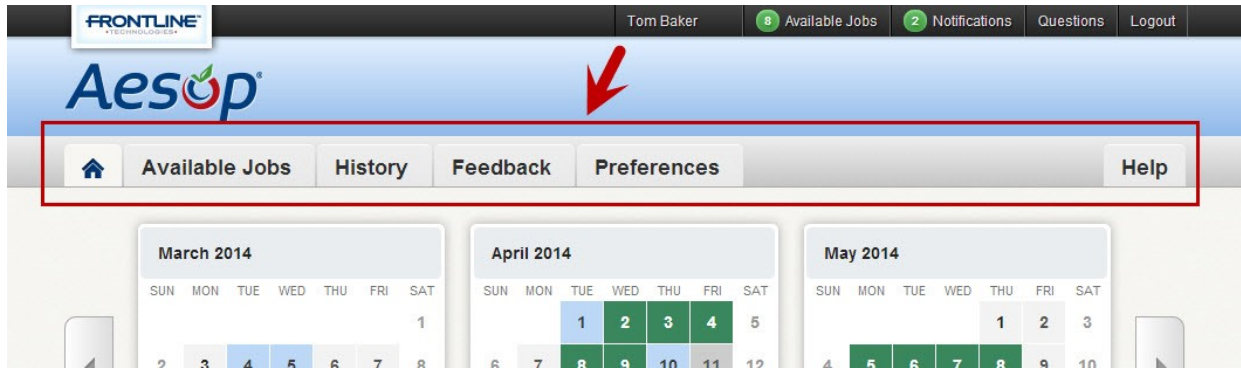 FRONTLINE
TECHNOLOGIES
Tom Baker 8 Available Jobs 2 Notifications Questions Logout
Aesop®
Available Jobs History Feedback Preferences Help
March 2014 April 2014 May 2014
SUN MON TUE WED THU FRI SAT SUN MON TUE WED THU FRI SAT SUN MON TUE WED THU FRI SAT
1 1 2 3 4 5 1 2 3
2 3 4 5 6 7 8 6 7 8 9 10 11 12 4 5 6 7 8 9 10